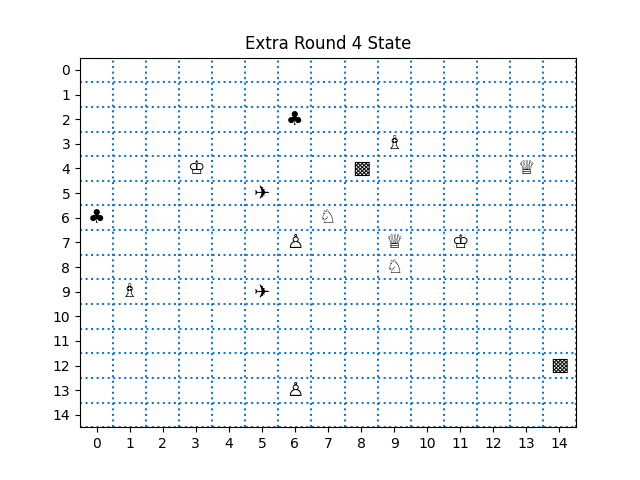 Extra Round 4 State
0
1
2 ♣
3 ♗
4 ♔ ▩ ♕
5 ✈
6 ♣ ♘
7 ♙ ♕ ♔
8 ♘
9 ♗ ✈
10
11
12 ▩
13 ♙
14
0 1 2 3 4 5 6 7 8 9 10 11 12 13 14